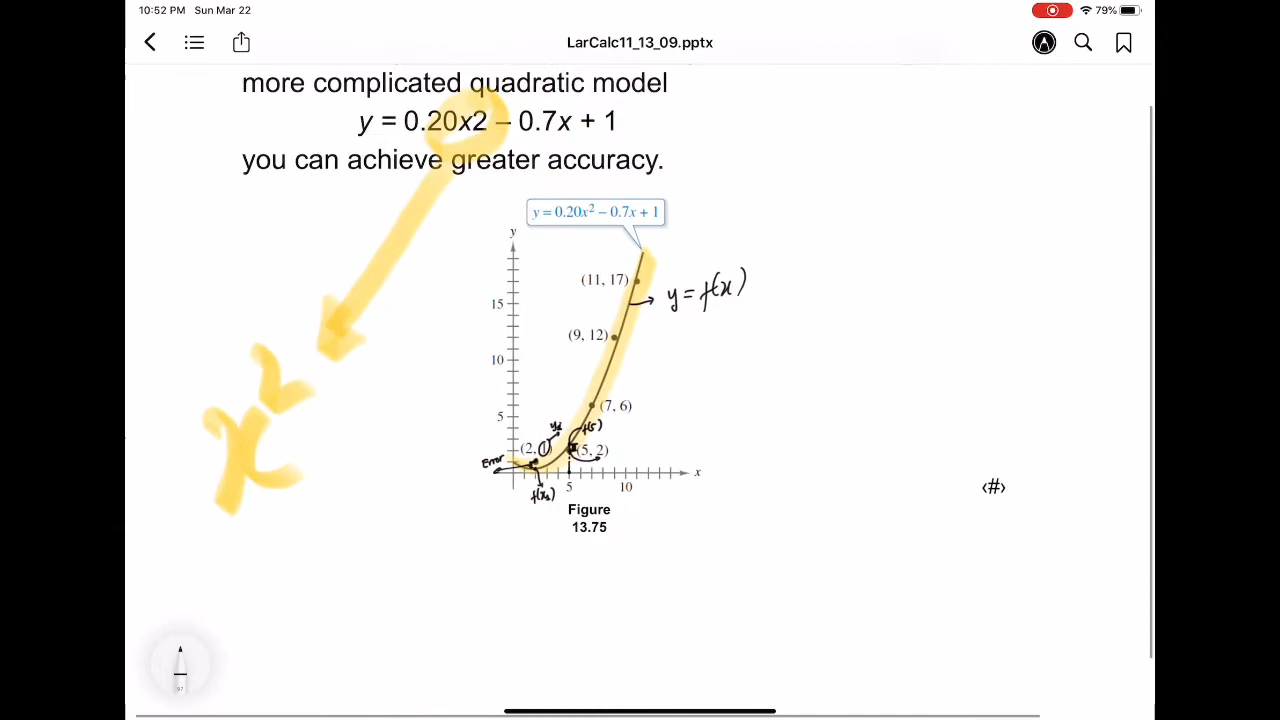 10:52 PM Sun Mar 22
79%
LarCalc11_13_09.pptx
more complicated quadratic model
y = 0.20x2 – 0.7x + 1
you can achieve greater accuracy.
y = 0.20x² – 0.7x + 1
y
(11, 17)
y = f(x)
15
(9, 12)
10
(7, 6)
5
f(5)
(2, 1)
(5, 2)
Error
x
5
10
Figure
13.75
x²
‹#›
97